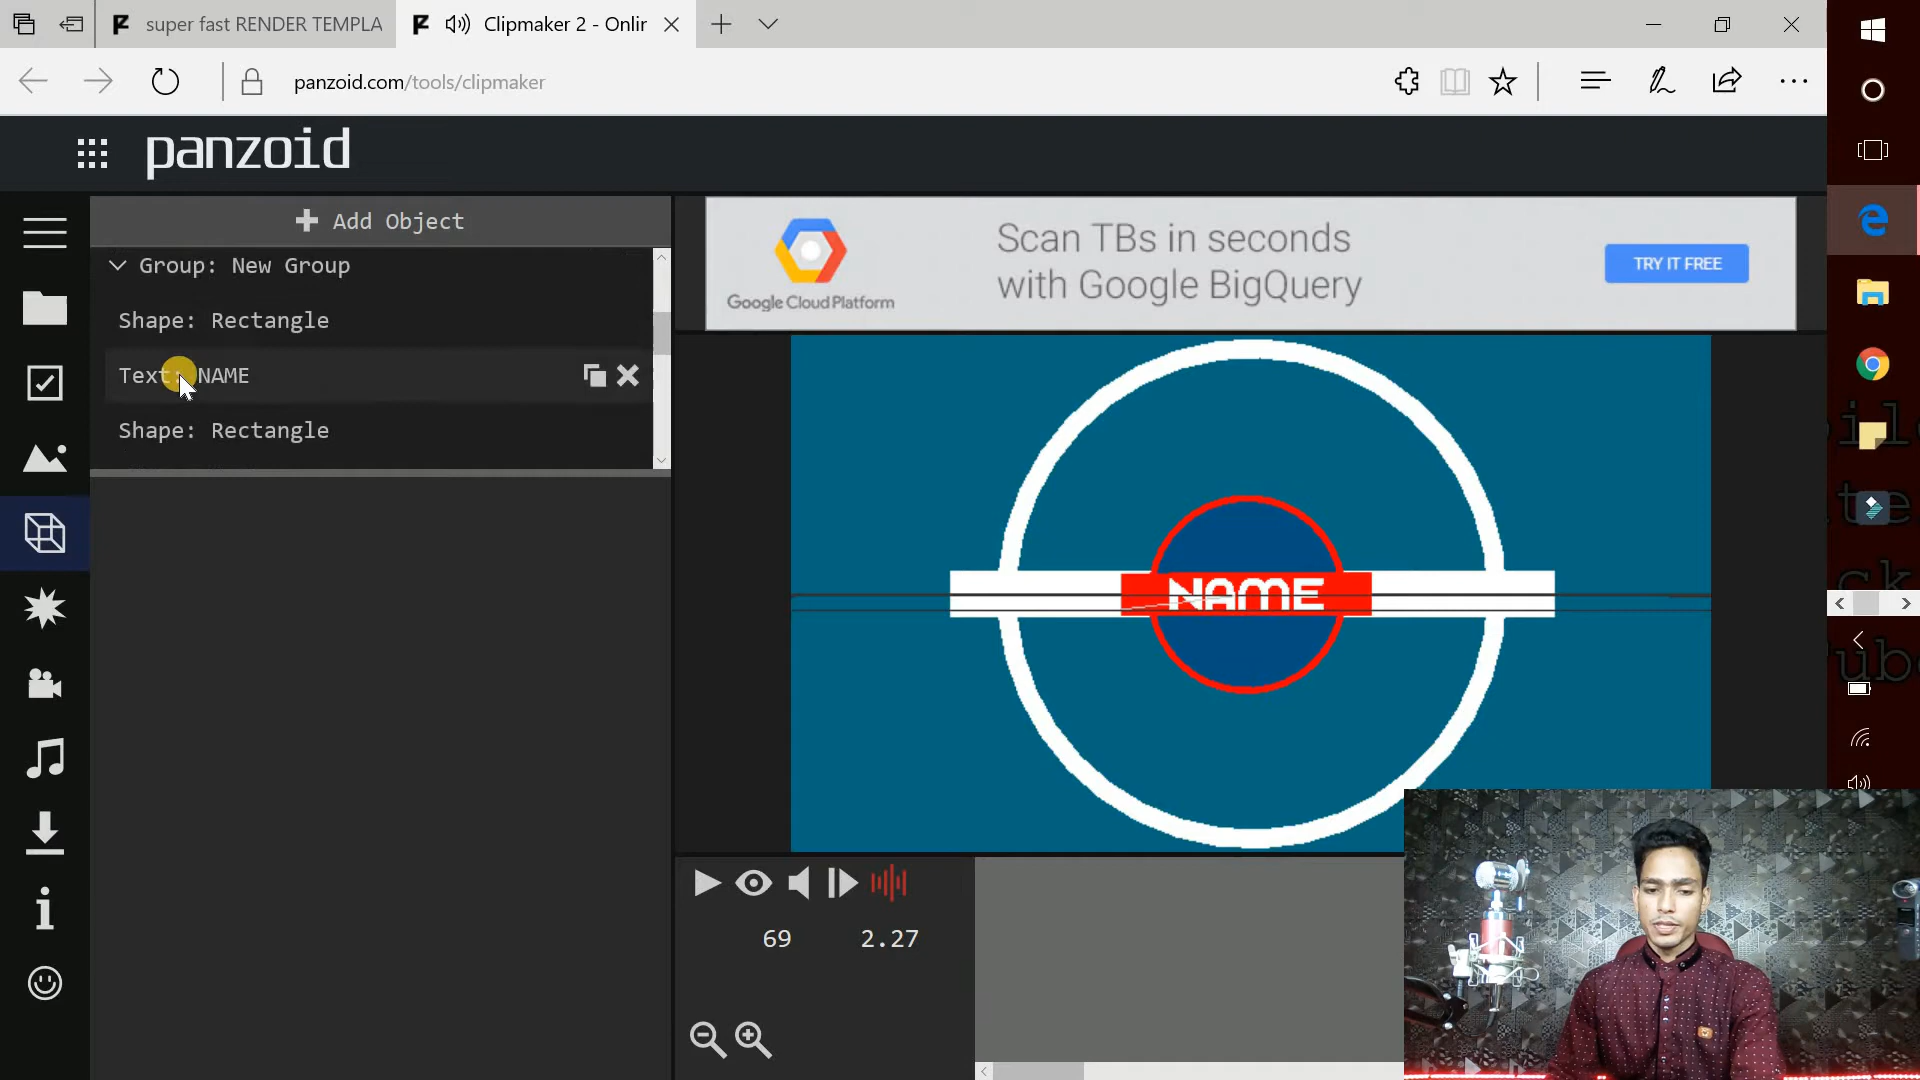 super fast RENDER TEMPLA
Clipmaker 2 - Onlir
panzoid.com/tools/clipmaker
panzoid
Add Object
Group: New Group
Shape: Rectangle
Text: NAME
Shape: Rectangle
Google Cloud Platform
Scan TBs in seconds
with Google BigQuery
TRY IT FREE
NAME
69
2.27